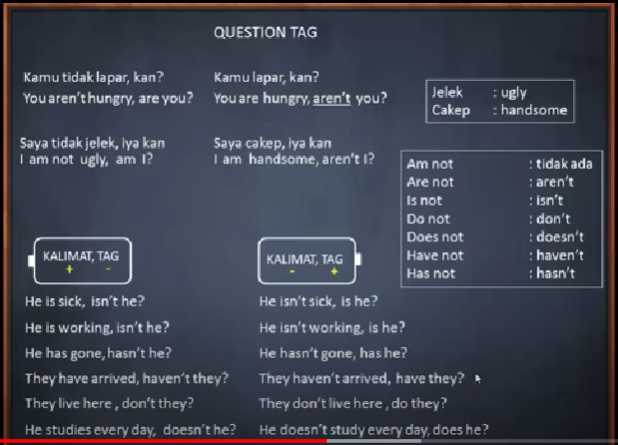 QUESTION TAG
Kamu tidak lapar, kan?
You aren't hungry, are you?
Kamu lapar, kan?
You are hungry, aren't you?
Jelek : ugly
Cakep : handsome
Saya tidak jelek, iya kan
I am not ugly, am I?
Saya cakep, iya kan
I am handsome, aren't I?
Am not : tidak ada
Are not : aren't
Is not : isn't
Do not : don't
Does not : doesn't
Have not : haven't
Has not : hasn't
KALIMAT, TAG
+ -
KALIMAT, TAG
- +
He is sick, isn't he?
He is working, isn't he?
He has gone, hasn't he?
They have arrived, haven't they?
They live here , don't they?
He studies every day, doesn't he?
He isn't sick, is he?
He isn't working, is he?
He hasn't gone, has he?
They haven't arrived, have they?
They don't live here , do they?
He doesn't study every day, does he?